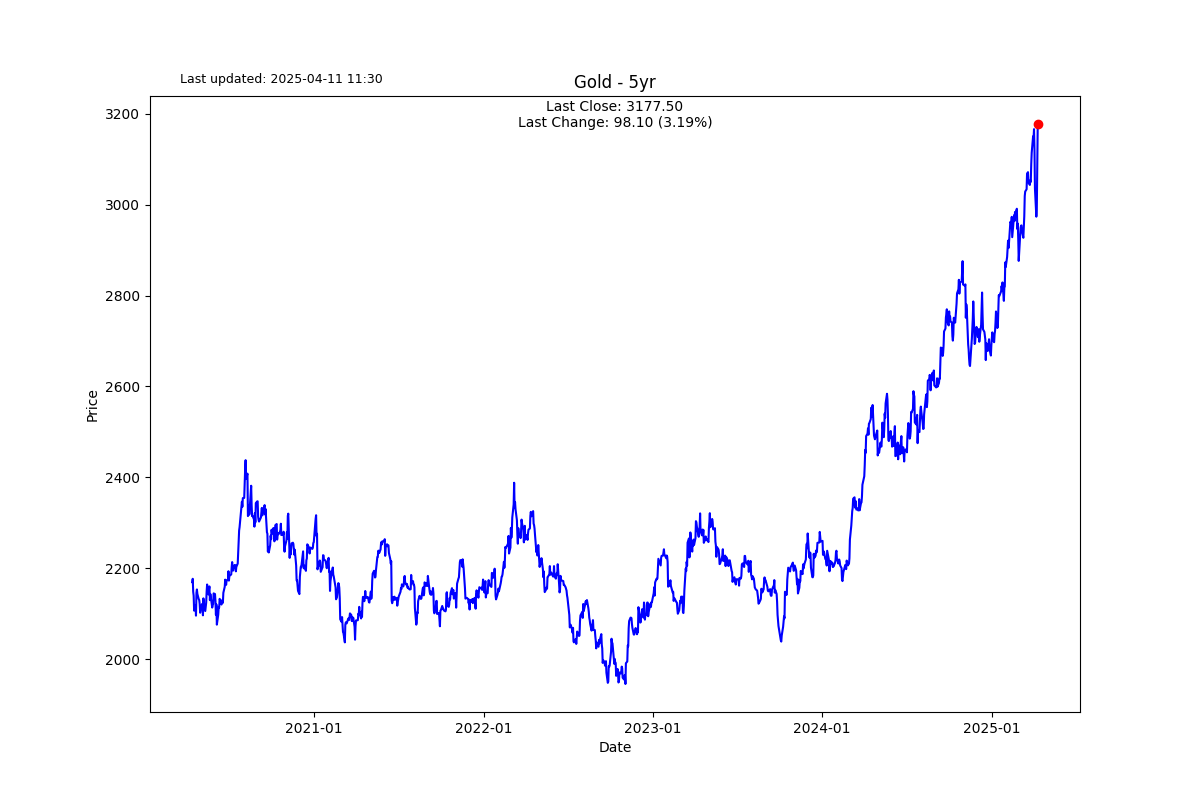 Last updated: 2025-04-11 11:30
Gold - 5yr
Last Close: 3177.50
Last Change: 98.10 (3.19%)
3200
3000
2800
2600
2400
2200
2000
Price
2021-01
2022-01
2023-01
2024-01
2025-01
Date